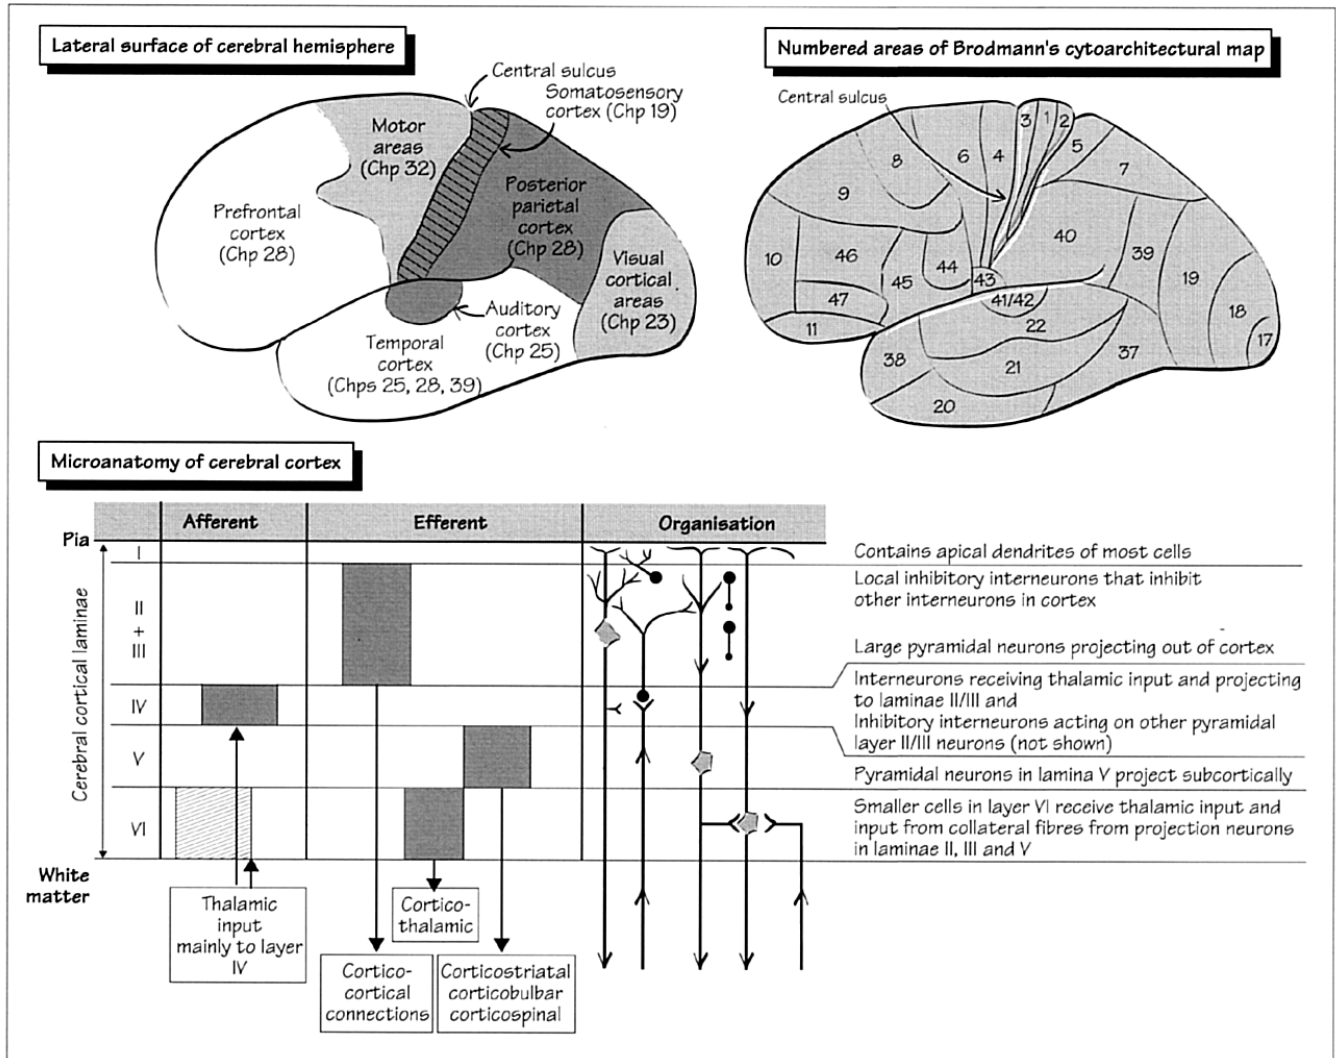 Lateral surface of cerebral hemisphere
Central sulcus
Somatosensory
cortex (Chp 19)
Motor
areas
(Chp 32)
Prefrontal
cortex
(Chp 28)
Posterior
parietal
cortex
(Chp 28)
Visual
cortical
areas
(Chp 23)
Auditory
cortex
(Chp 25)
Temporal
cortex
(Chps 25, 28, 39)
Numbered areas of Brodmann's cytoarchitectural map
Central sulcus
3 1 2
8 6 4 5 7
9
10 46 45 44 43 40 39 19
47 41/42
11 22 18
17
38 21 37
20
Microanatomy of cerebral cortex
Afferent Efferent Organisation
Pia
Cerebral cortical laminae
I
II
+
III
IV
V
VI
White
matter
Thalamic
input
mainly to layer
IV
Cortico-
thalamic
Cortico-
cortical
connections
Corticostriatal
corticobulbar
corticospinal
Contains apical dendrites of most cells
Local inhibitory interneurons that inhibit
other interneurons in cortex
Large pyramidal neurons projecting out of cortex
Interneurons receiving thalamic input and projecting
to laminae II/III and
Inhibitory interneurons acting on other pyramidal
layer II/III neurons (not shown)
Pyramidal neurons in lamina V project subcortically
Smaller cells in layer VI receive thalamic input and
input from collateral fibres from projection neurons
in laminae II, III and V